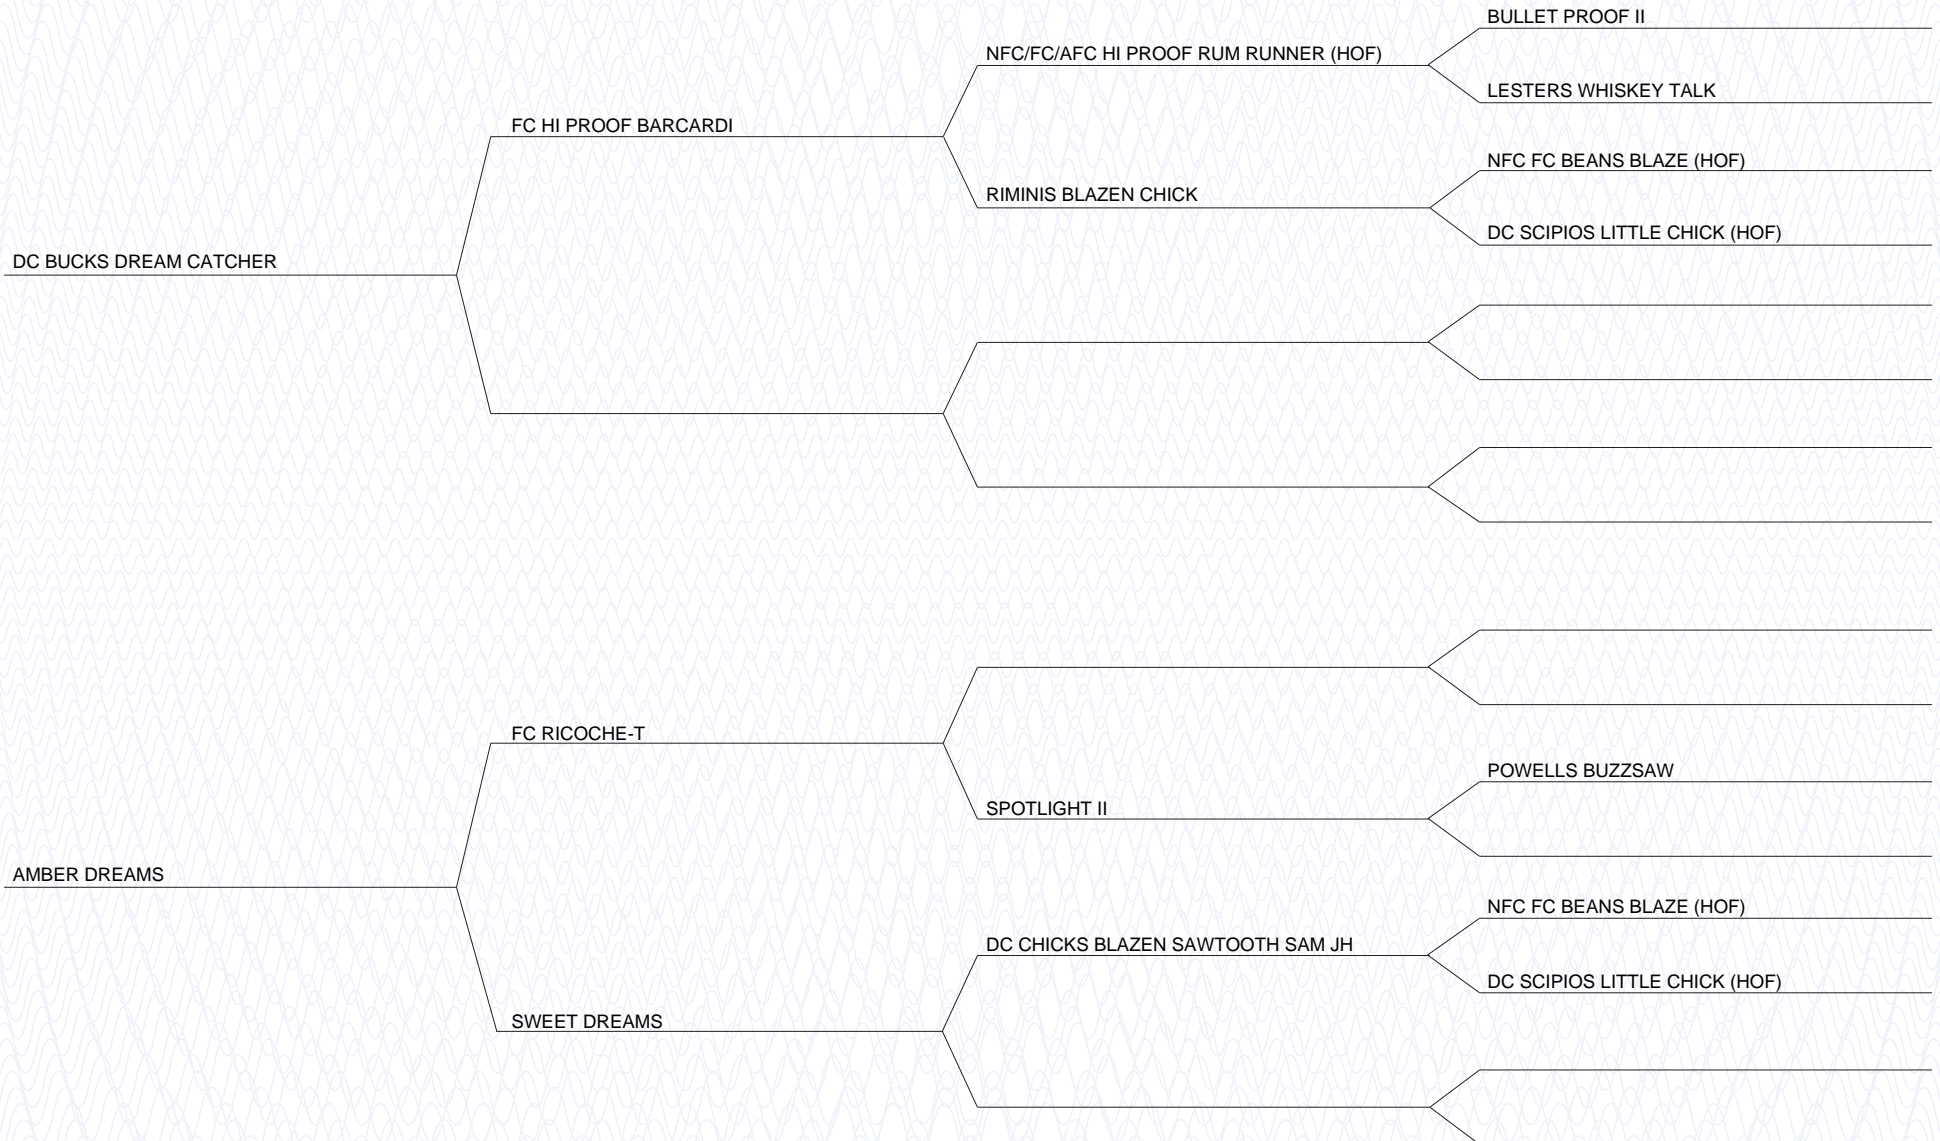 BULLET PROOF II
NFC/FC/AFC HI PROOF RUM RUNNER (HOF)
LESTERS WHISKEY TALK
FC HI PROOF BARCARDI
NFC FC BEANS BLAZE (HOF)
RIMINIS BLAZEN CHICK
DC SCIPIOS LITTLE CHICK (HOF)
DC BUCKS DREAM CATCHER
FC RICOCHE-T
POWELLS BUZZSAW
SPOTLIGHT II
AMBER DREAMS
NFC FC BEANS BLAZE (HOF)
DC CHICKS BLAZEN SAWTOOTH SAM JH
DC SCIPIOS LITTLE CHICK (HOF)
SWEET DREAMS